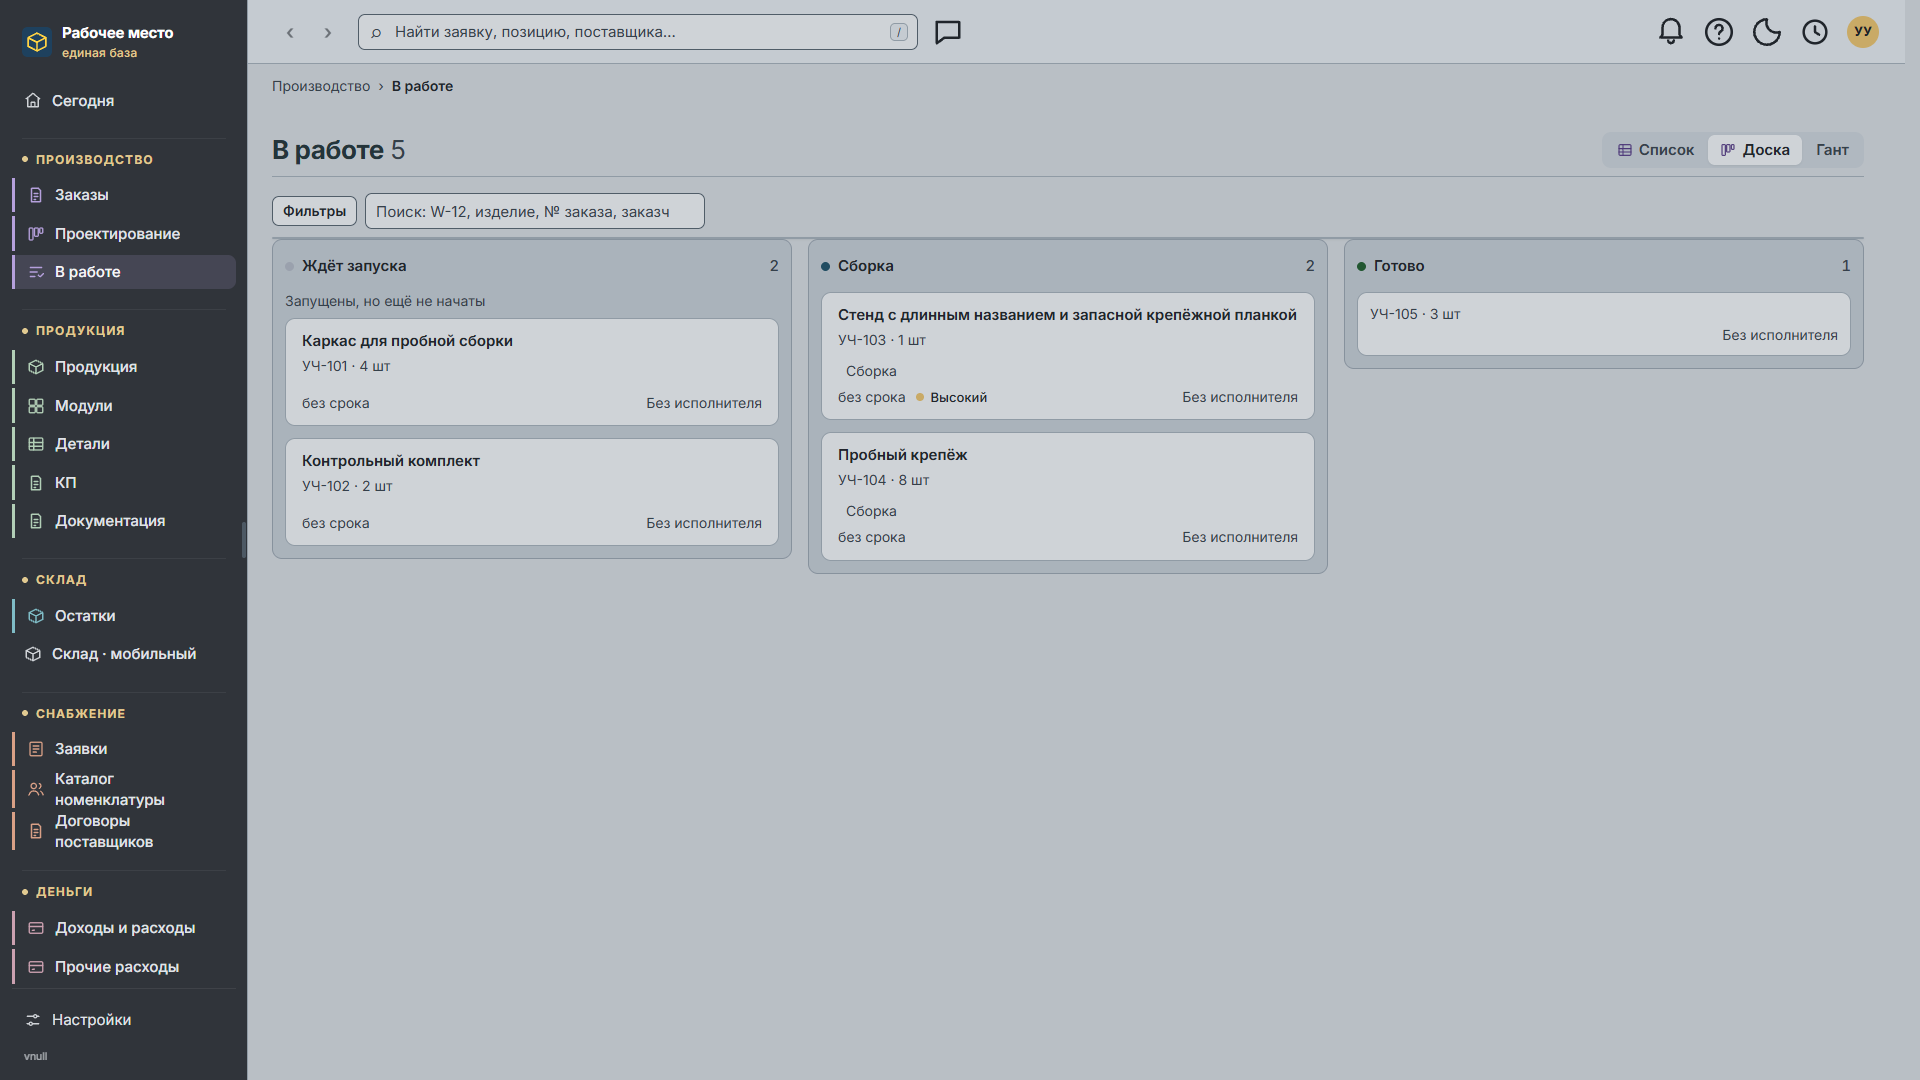 Рабочее место
единая база
Сегодня
ПРОИЗВОДСТВО
Заказы
Проектирование
В работе
ПРОДУКЦИЯ
Продукция
Модули
Детали
КП
Документация
СКЛАД
Остатки
Склад · мобильный
СНАБЖЕНИЕ
Заявки
Каталог
номенклатуры
Договоры
поставщиков
ДЕНЬГИ
Доходы и расходы
Прочие расходы
Настройки
vnull
Найти заявку, позицию, поставщика...
/
УУ
Производство › В работе
В работе 5
Список
Доска
Гант
Фильтры
Поиск: W-12, изделие, № заказа, заказч
Ждёт запуска 2
Запущены, но ещё не начаты
Каркас для пробной сборки
УЧ-101 · 4 шт
без срока
Без исполнителя
Контрольный комплект
УЧ-102 · 2 шт
без срока
Без исполнителя
Сборка 2
Стенд с длинным названием и запасной крепёжной планкой
УЧ-103 · 1 шт
Сборка
без срока
Высокий
Без исполнителя
Пробный крепёж
УЧ-104 · 8 шт
Сборка
без срока
Без исполнителя
Готово 1
УЧ-105 · 3 шт
Без исполнителя